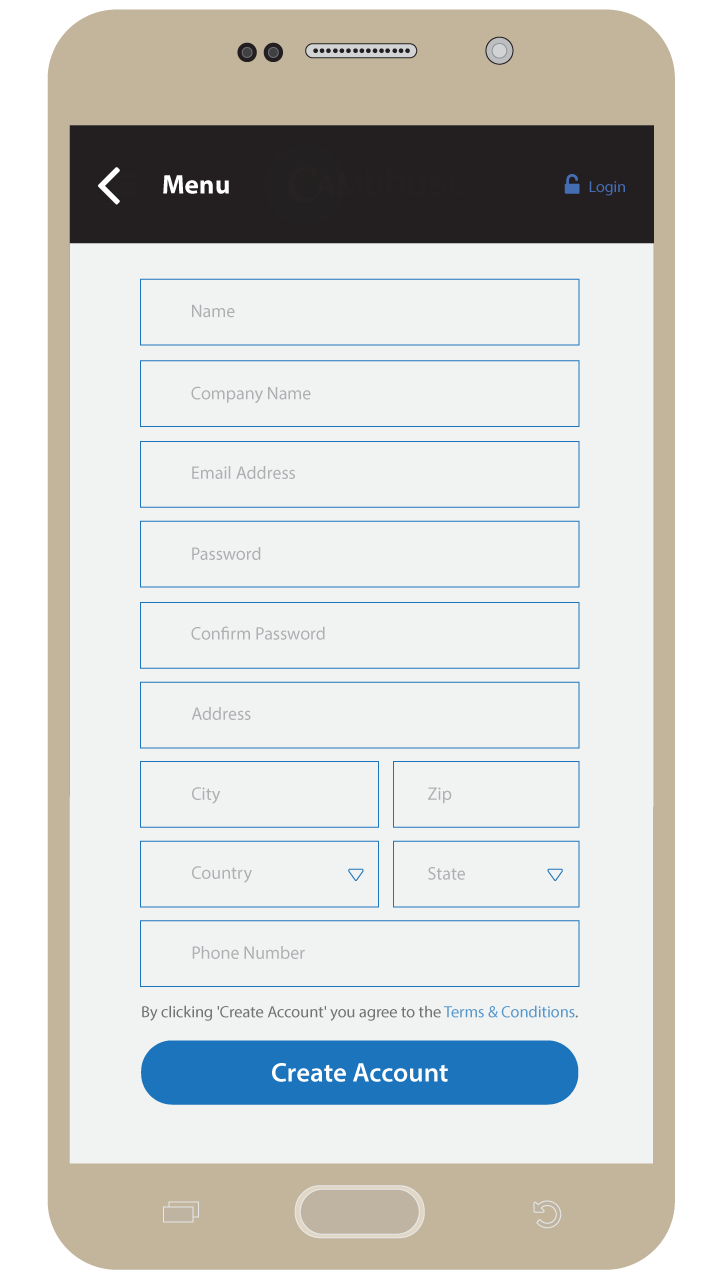 Menu
Login
Name
Company Name
Email Address
Password
Confirm Password
Address
City
Zip
Country
State
Phone Number
By clicking 'Create Account' you agree to the Terms & Conditions.
Create Account